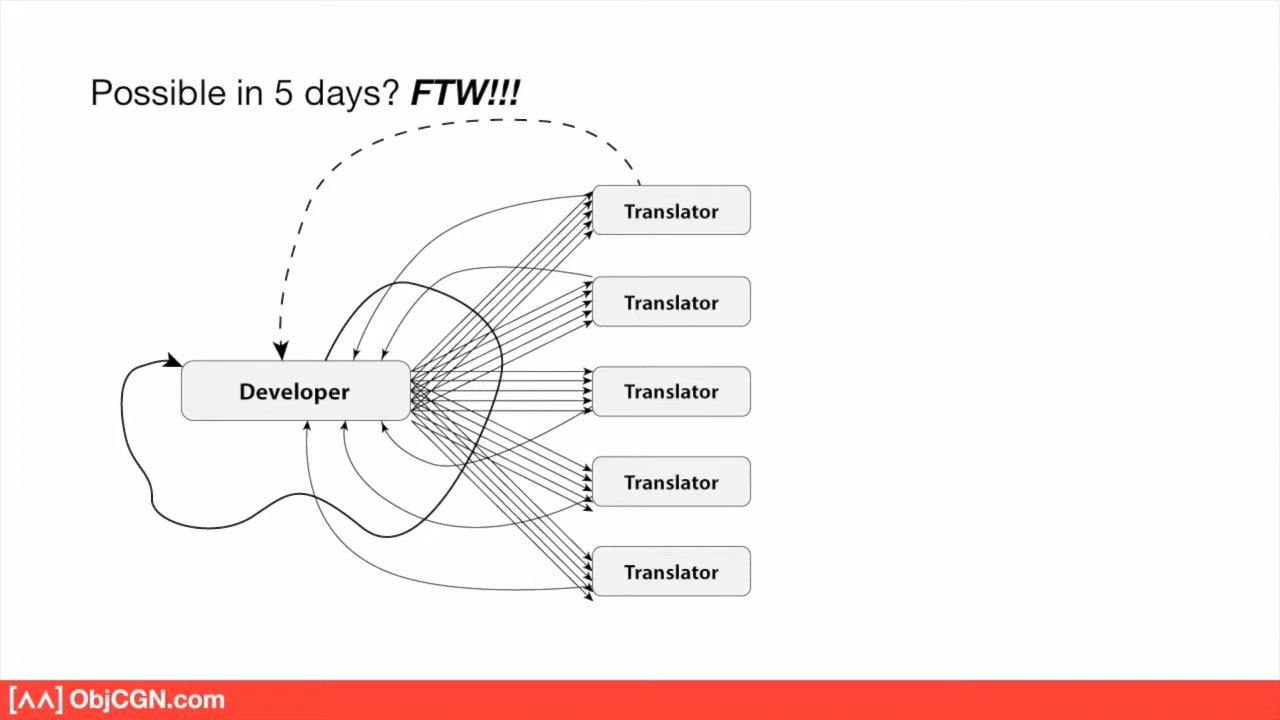 Possible in 5 days? FTW!!!
Translator
Translator
Developer
Translator
Translator
Translator
[ʌʌ] ObjCGN.com